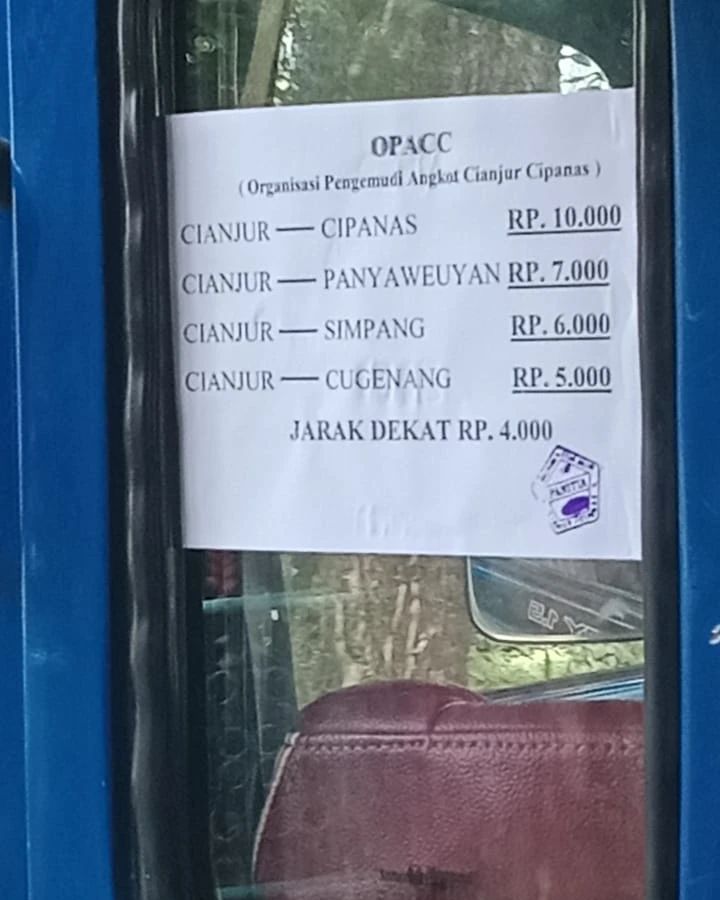 OPACC
( Organisasi Pengemudi Angkot Cianjur Cipanas )
CIANJUR — CIPANAS RP. 10.000
CIANJUR — PANYAWEUYAN RP. 7.000
CIANJUR — SIMPANG RP. 6.000
CIANJUR — CUGENANG RP. 5.000
JARAK DEKAT RP. 4.000
PANITIA